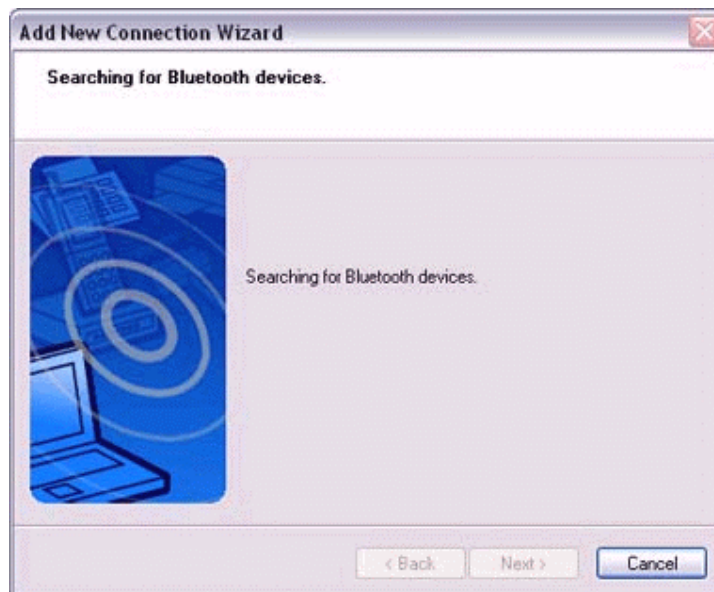 Add New Connection Wizard
Searching for Bluetooth devices.
Searching for Bluetooth devices.
< Back
Next >
Cancel